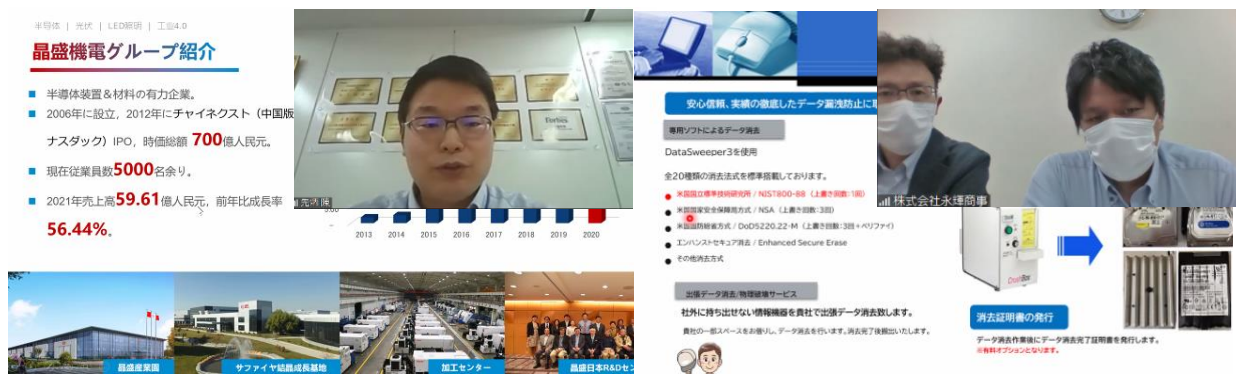 半导体 | 光伏 | LED照明 | 工业4.0
晶盛機電グループ紹介
半導体装置&材料の有力企業。
2006年に設立，2012年にチャイネクスト（中国版
ナスダック）IPO，時価総額 700億人民元。
現在従業員数5000名余り。
2021年売上高59.61億人民元，前年比成長率
56.44%。
2013 2014 2015 2016 2017 2018 2019 2020
晶盛産業園
サファイヤ結晶成長基地
加工センター
晶盛日本R&Dセン
安心信頼、実績の徹底したデータ漏洩防止に取
専用ソフトによるデータ消去
DataSweeper3を使用
全20種類の消去法式を標準搭載しております。
米国国立標準技術研究所 / NIST800-88（上書き回数:1回）
米国国家安全保障局方式 / NSA（上書き回数:3回）
米国国防総省方式 / DoD5220.22-M（上書き回数:3回+ベリファイ）
エンハンストセキュア消去 / Enhanced Secure Erase
その他消去方式
出張データ消去/物理破壊サービス
社外に持ち出せない情報機器を貴社で出張データ消去致します。
貴社の一部スペースをお借りし、データ消去を行います。消去完了後搬出いたします。
株式会社永輝商事
CrushBox
消去証明書の発行
データ消去作業後にデータ消去完了証明書を発行します。
※有料オプションとなります。